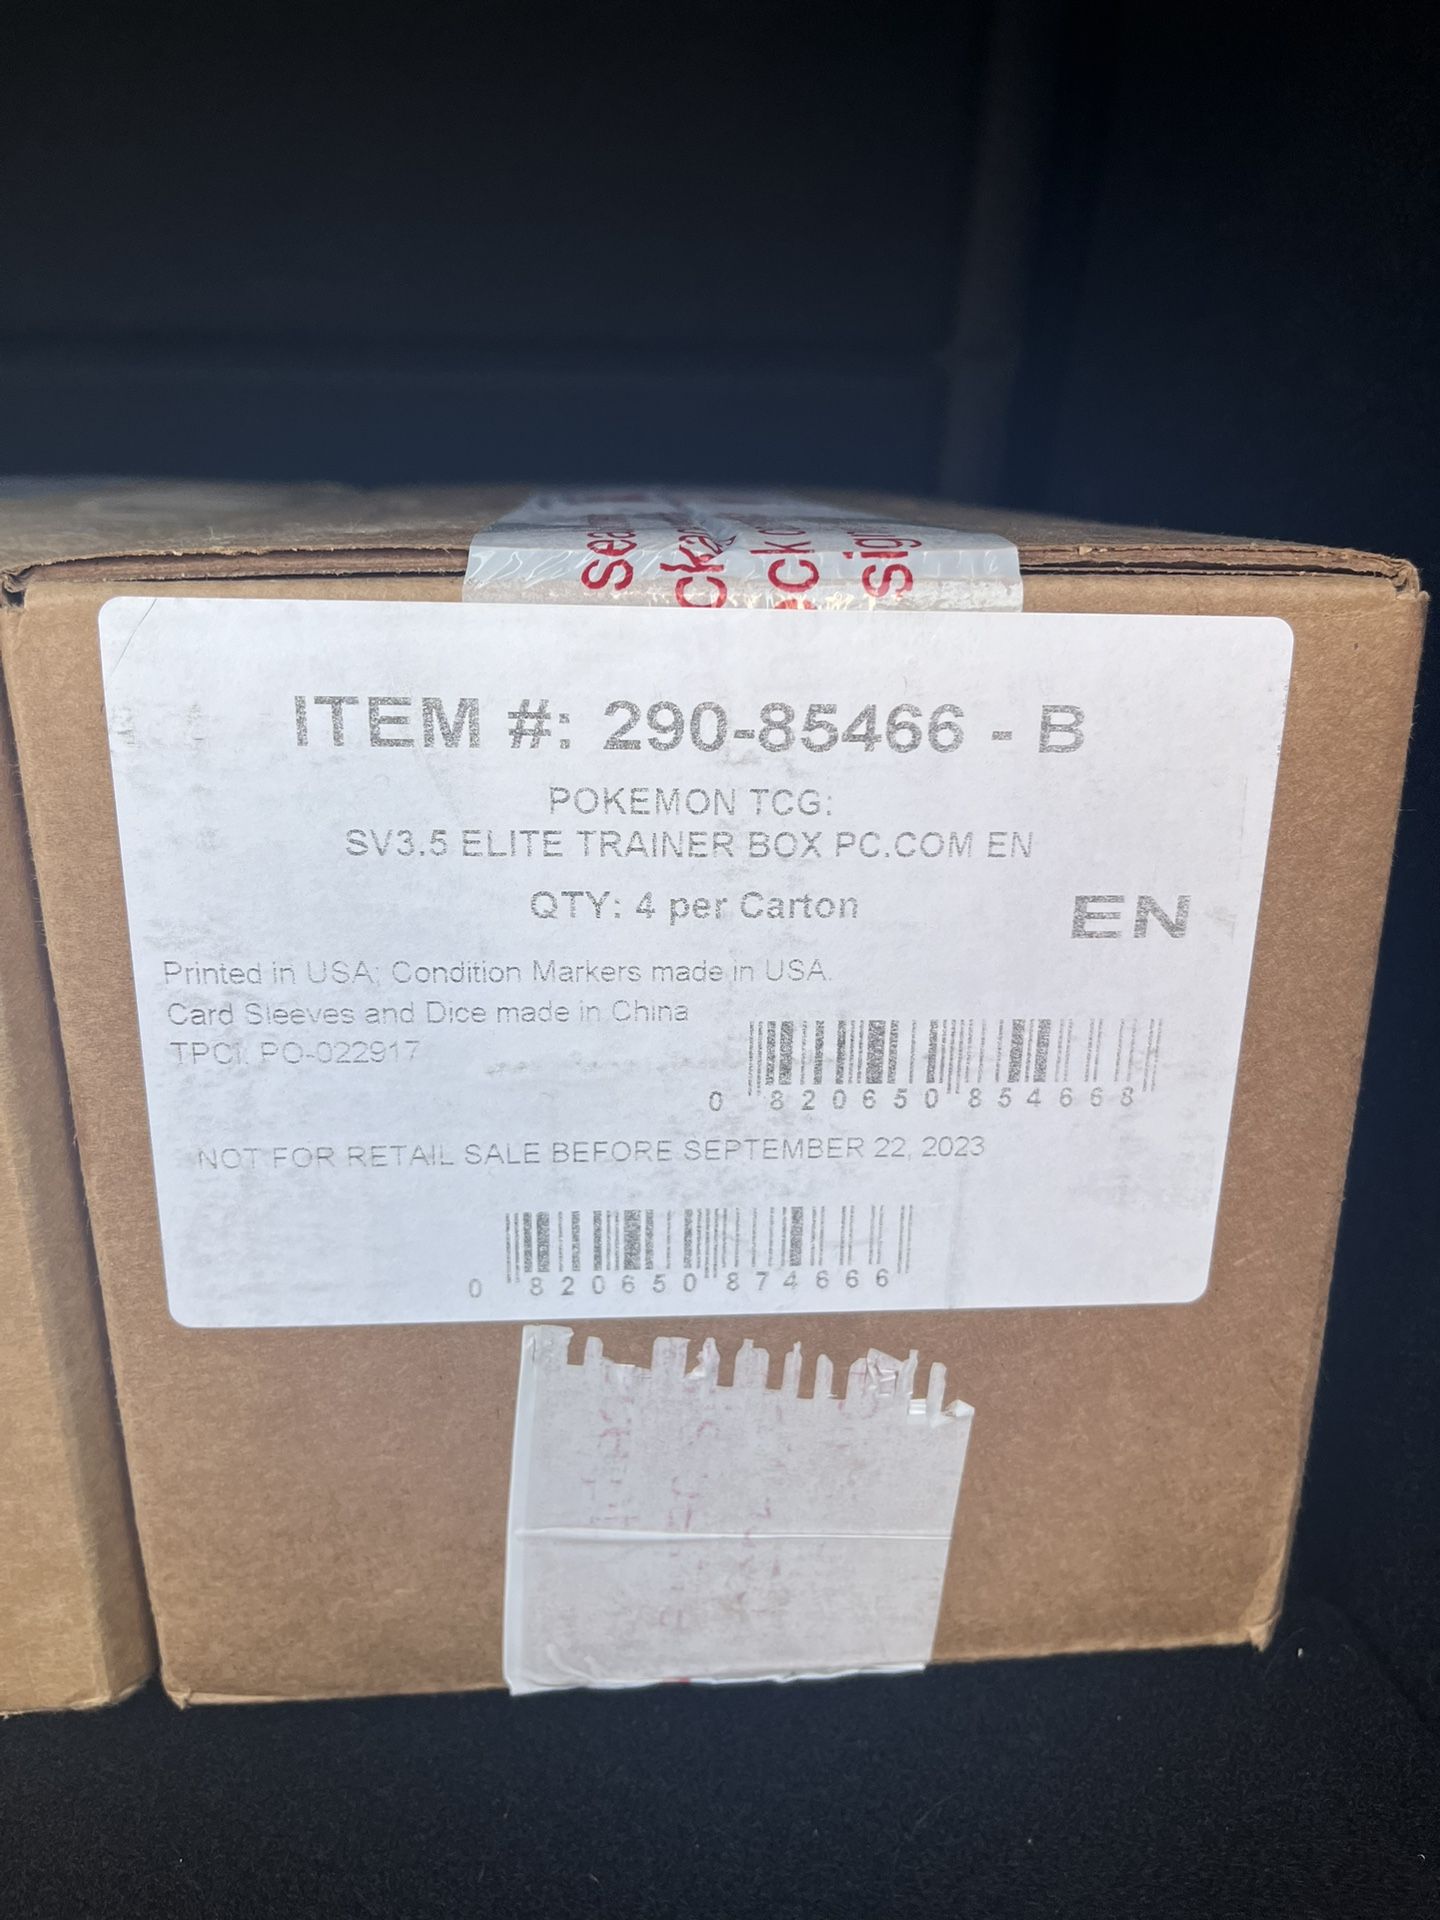 ITEM #: 290-85466 - B
POKEMON TCG:
SV3.5 ELITE TRAINER BOX PC.COM EN
QTY: 4 per Carton
EN
Printed in USA; Condition Markers made in USA.
Card Sleeves and Dice made in China
TPCI: PO-022917
0 820650 854668
NOT FOR RETAIL SALE BEFORE SEPTEMBER 22, 2023
0 820650 874666